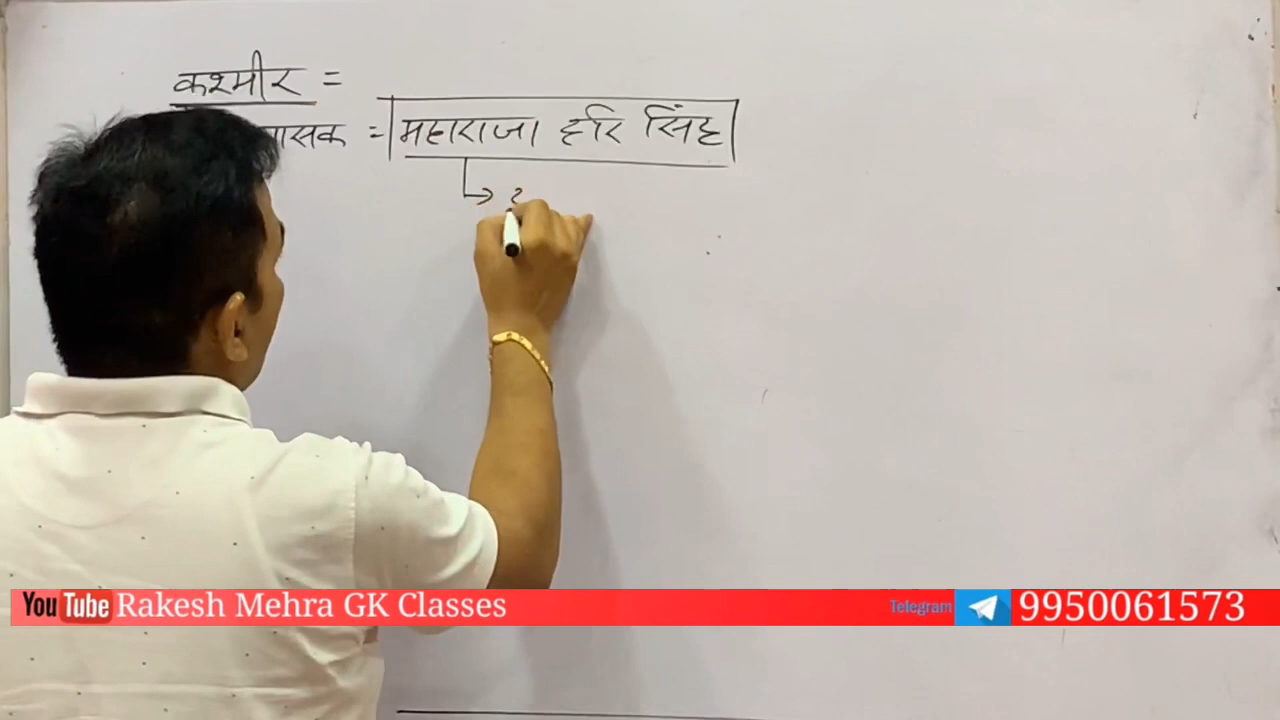 कश्मीर =
= महाराजा हरि सिंह
YouTube Rakesh Mehra GK Classes
Telegram 9950061573